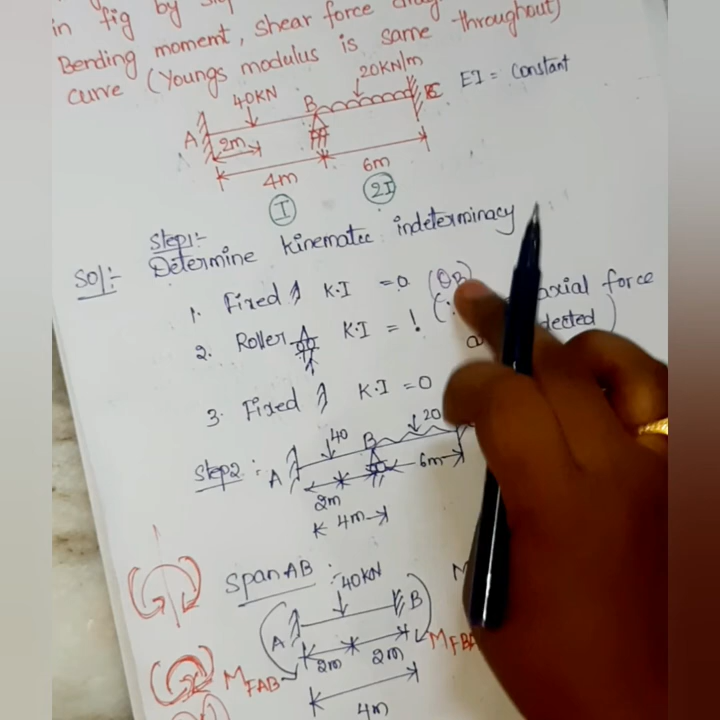 in fig by
Bending moment, shear force
curve (Youngs modulus is same throughout)
40KN
20KN/m
EI = Constant
A
B
C
2m
4m
6m
I
2I
Step1:-
Sol:- Determine kinematec indeterminacy
1. Fixed K.I =0 (θB)
2. Roller K.I = 1 ( axial force
3. Fixed K.I =0
Step2 :
A
40
B
20
2m
6m
4m
Span AB :
40KN
A
B
2m
2m
MFAB
MFBA
4m